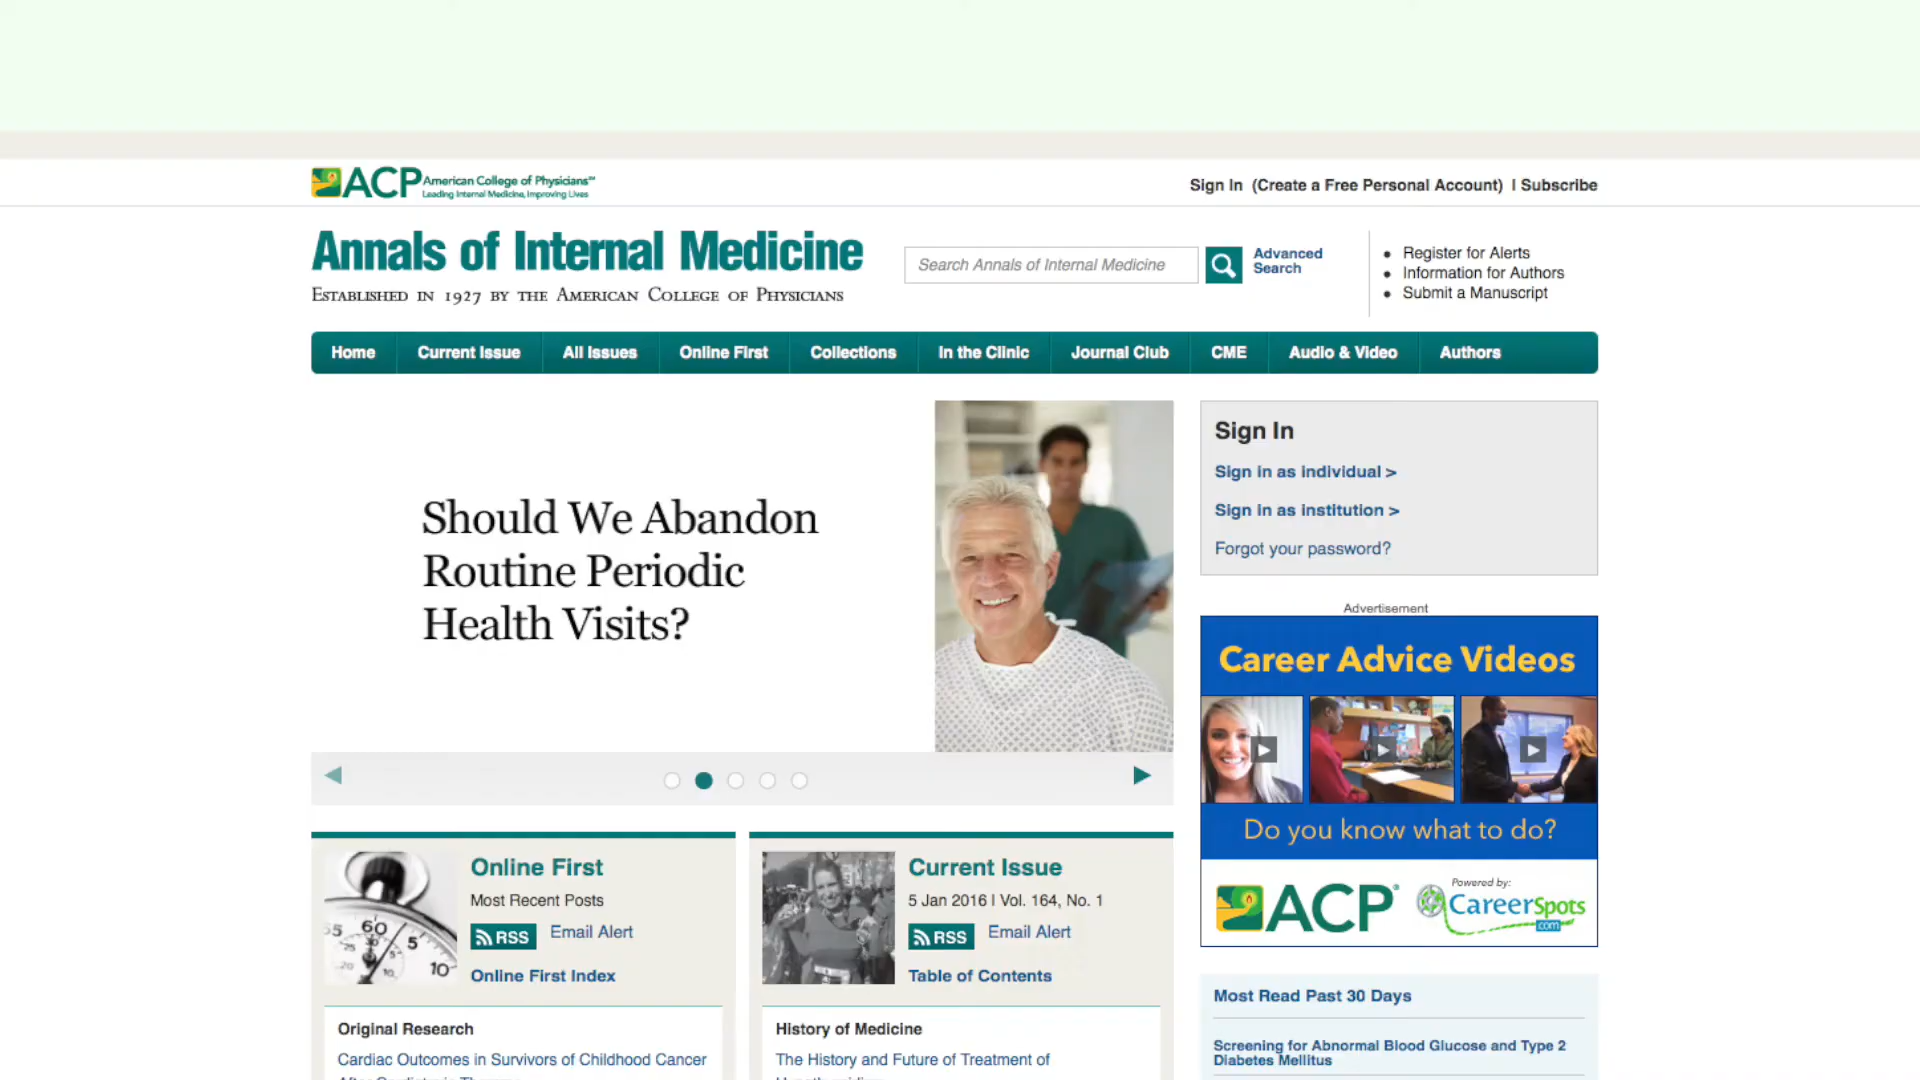 ACP American College of Physicians℠
Leading Internal Medicine, Improving Lives
Sign In (Create a Free Personal Account) | Subscribe
Annals of Internal Medicine
ESTABLISHED IN 1927 BY THE AMERICAN COLLEGE OF PHYSICIANS
Search Annals of Internal Medicine
Advanced
Search
Register for Alerts
Information for Authors
Submit a Manuscript
Home Current Issue All Issues Online First Collections In the Clinic Journal Club CME Audio & Video Authors
Should We Abandon
Routine Periodic
Health Visits?
Sign In
Sign in as individual >
Sign in as institution >
Forgot your password?
Advertisement
Career Advice Videos
Do you know what to do?
ACP®
Powered by:
CareerSpots
.com
Online First
Most Recent Posts
RSS Email Alert
Online First Index
Original Research
Cardiac Outcomes in Survivors of Childhood Cancer
60 5 10
Current Issue
5 Jan 2016 | Vol. 164, No. 1
RSS Email Alert
Table of Contents
History of Medicine
The History and Future of Treatment of
Most Read Past 30 Days
Screening for Abnormal Blood Glucose and Type 2
Diabetes Mellitus